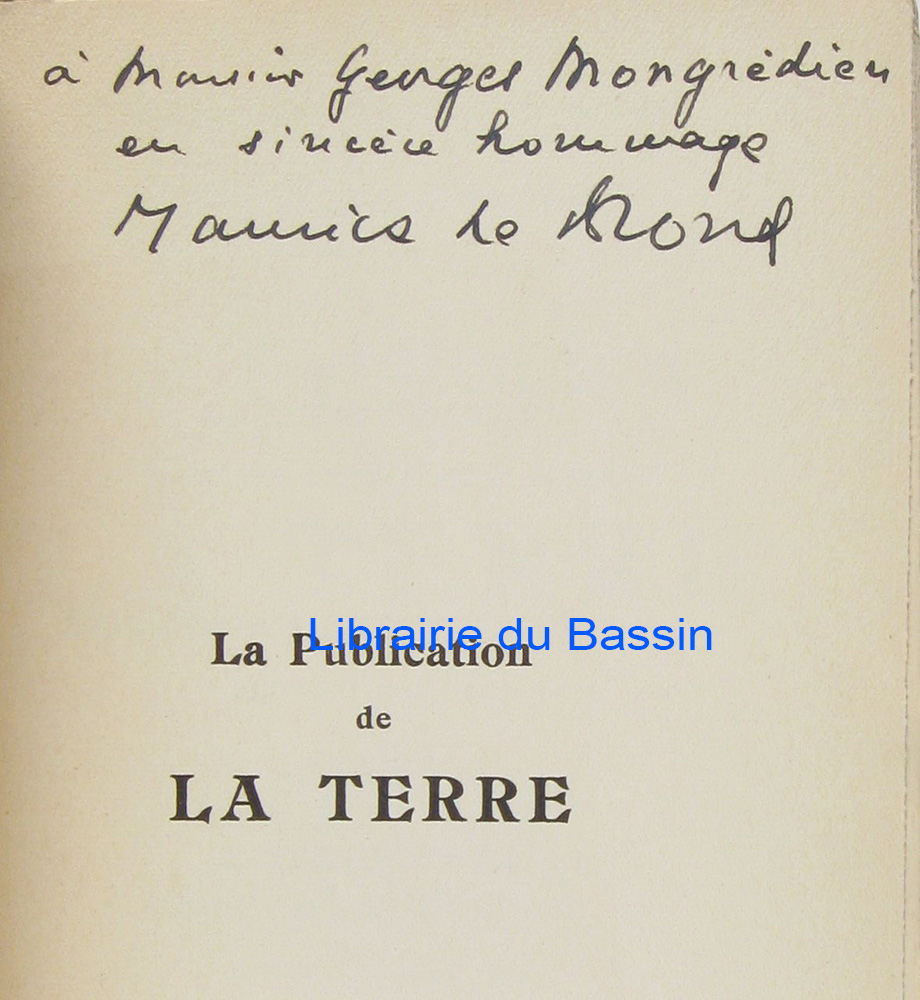 à Monsieur Georges Mongrédien
en sincère hommage
Maurice le Blond
Librairie du Bassin
La Publication
de
LA TERRE